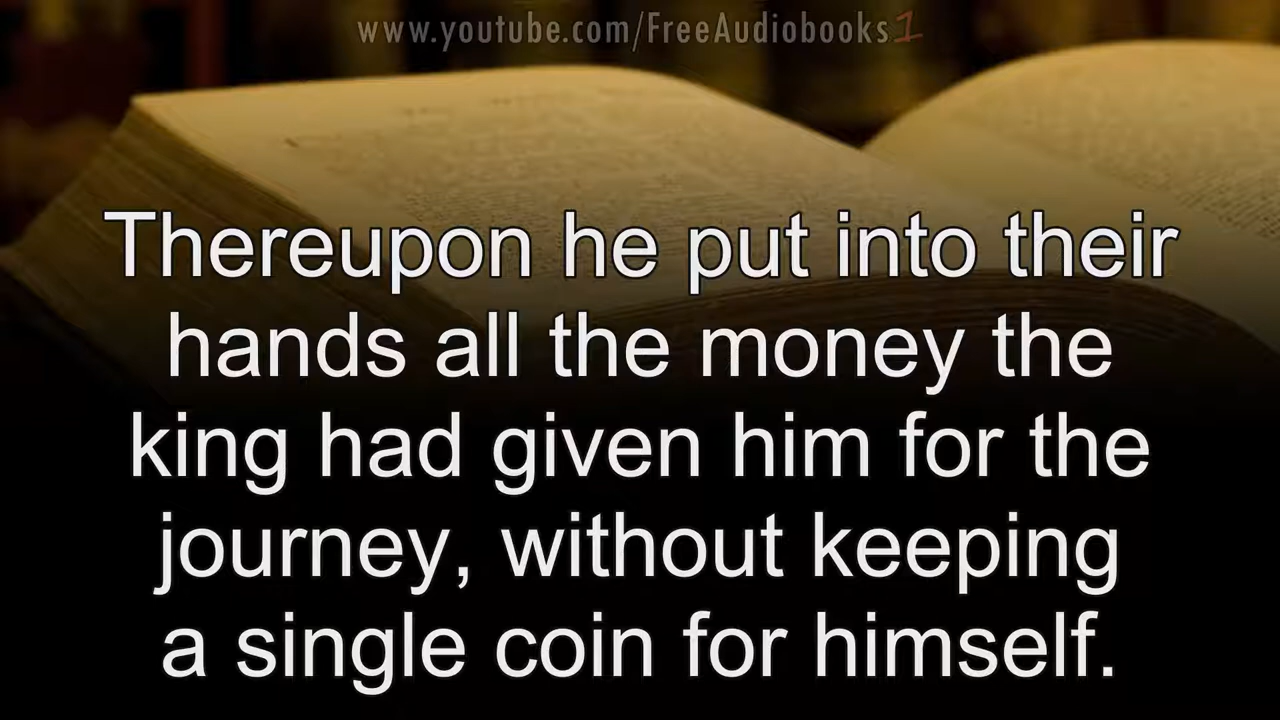 www.youtube.com/FreeAudiobooks1
Thereupon he put into their
hands all the money the
king had given him for the
journey, without keeping
a single coin for himself.